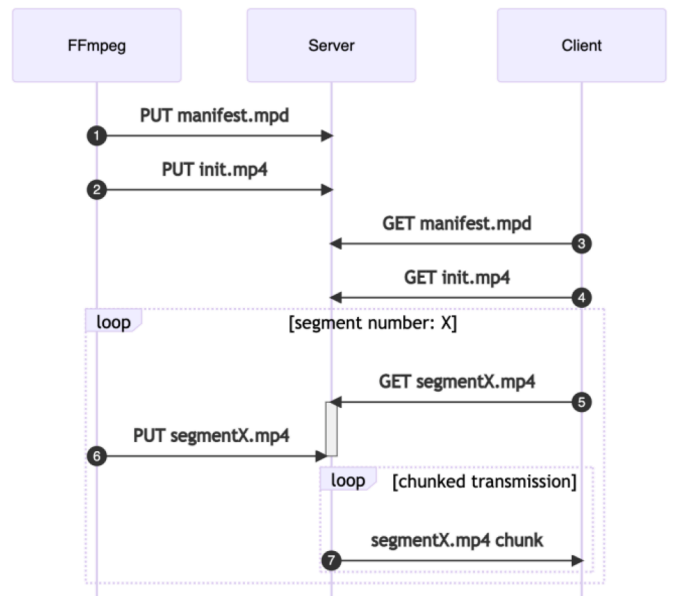 FFmpeg
Server
Client
PUT manifest.mpd
1
PUT init.mp4
2
GET manifest.mpd
3
GET init.mp4
4
loop
[segment number: X]
GET segmentX.mp4
5
PUT segmentX.mp4
6
loop
[chunked transmission]
segmentX.mp4 chunk
7